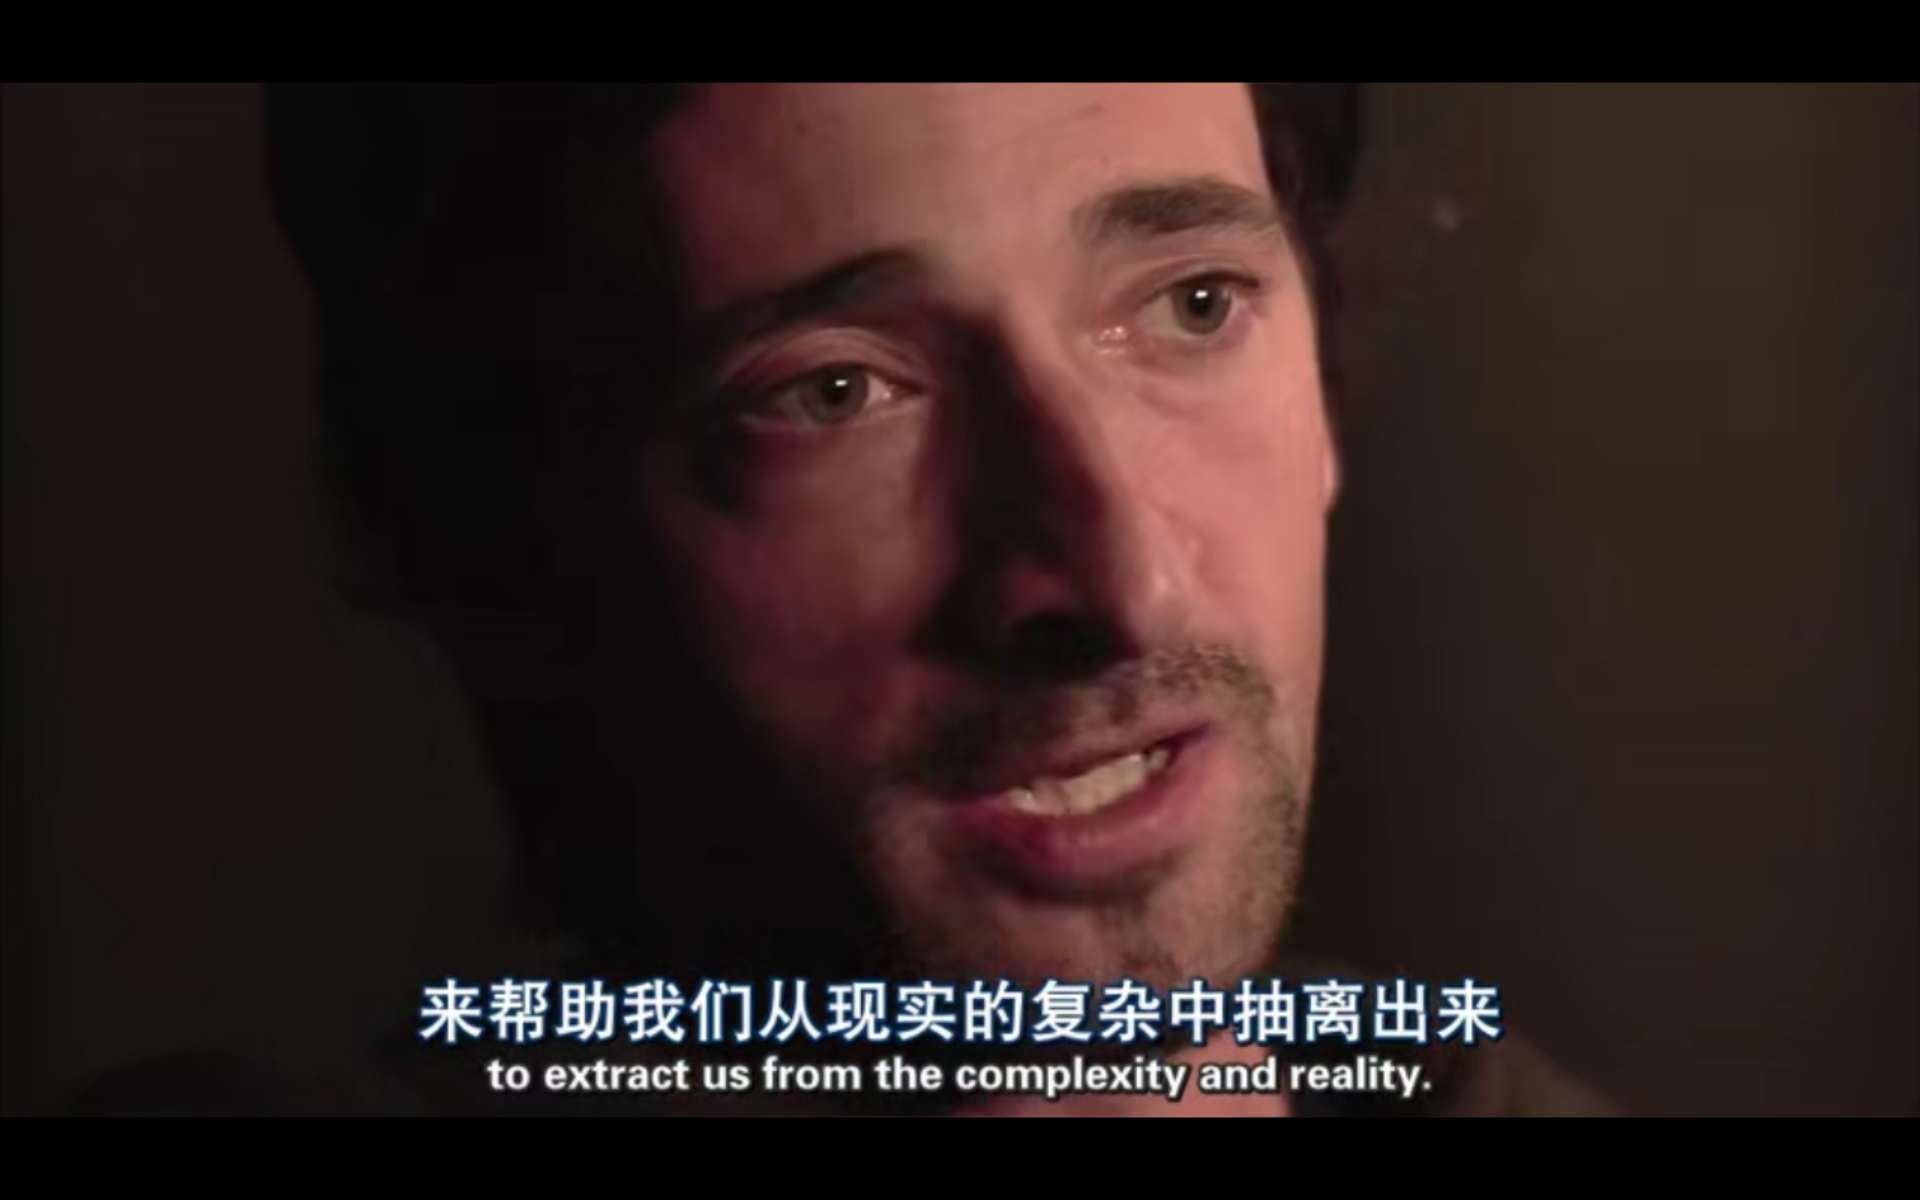 来帮助我们从现实的复杂中抽离出来
to extract us from the complexity and reality.